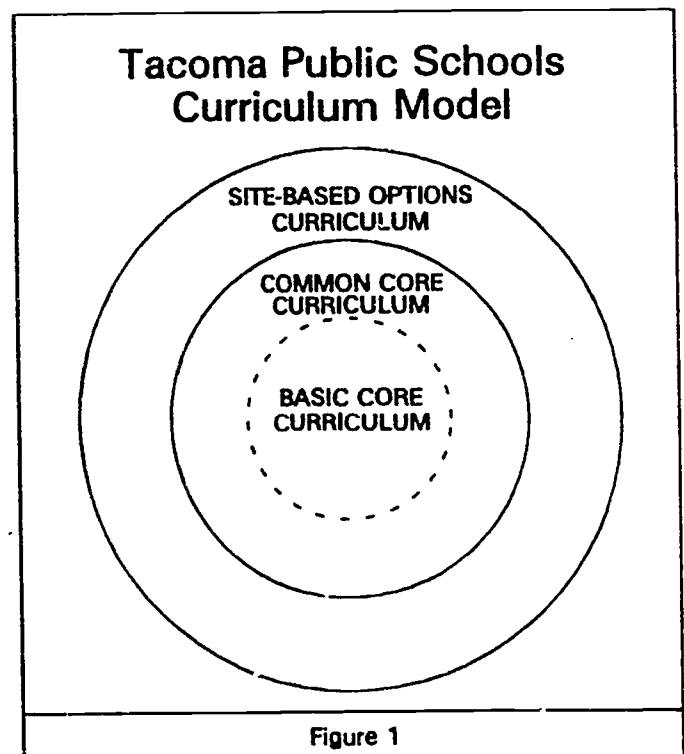 Tacoma Public Schools
Curriculum Model
SITE-BASED OPTIONS
CURRICULUM
COMMON CORE
CURRICULUM
BASIC CORE
CURRICULUM
Figure 1